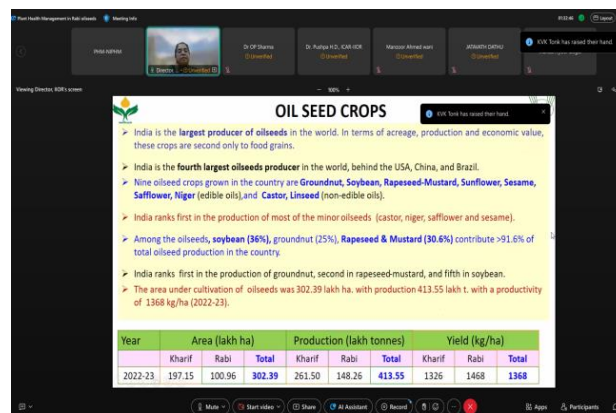 Plant Health Management in Rabi oilseeds
Meeting Info
Layout
PHM NIPHM
Director
Unverified
Dr OP Sharma
Unverified
Dr. Pushpa H.D, ICAR-IIOR
Unverified
Mansoor Ahmed wani
Unverified
JATAVATH DATHU
Unverified
KVK Tonk has raised their hand.
Viewing Director, IIOR's screen
100%
OIL SEED CROPS
KVK Tonk has raised their hand.
India is the largest producer of oilseeds in the world. In terms of acreage, production and economic value,
these crops are second only to food grains.
India is the fourth largest oilseeds producer in the world, behind the USA, China, and Brazil.
Nine oilseed crops grown in the country are Groundnut, Soybean, Rapeseed-Mustard, Sunflower, Sesame,
Safflower, Niger (edible oils),and Castor, Linseed (non-edible oils).
India ranks first in the production of most of the minor oilseeds (castor, niger, safflower and sesame).
Among the oilseeds, soybean (36%), groundnut (25%), Rapeseed & Mustard (30.6%) contribute >91.6% of
total oilseed production in the country.
India ranks first in the production of groundnut, second in rapeseed-mustard, and fifth in soybean.
The area under cultivation of oilseeds was 302.39 lakh ha. with production 413.55 lakh t. with a productivity
of 1368 kg/ha (2022-23).
Year Area (lakh ha) Production (lakh tonnes) Yield (kg/ha)
Kharif Rabi Total Kharif Rabi Total Kharif Rabi Total
2022-23 197.15 100.96 302.39 261.50 148.26 413.55 1326 1468 1368
Mute
Start video
Share
AI Assistant
Record
Apps
Participants